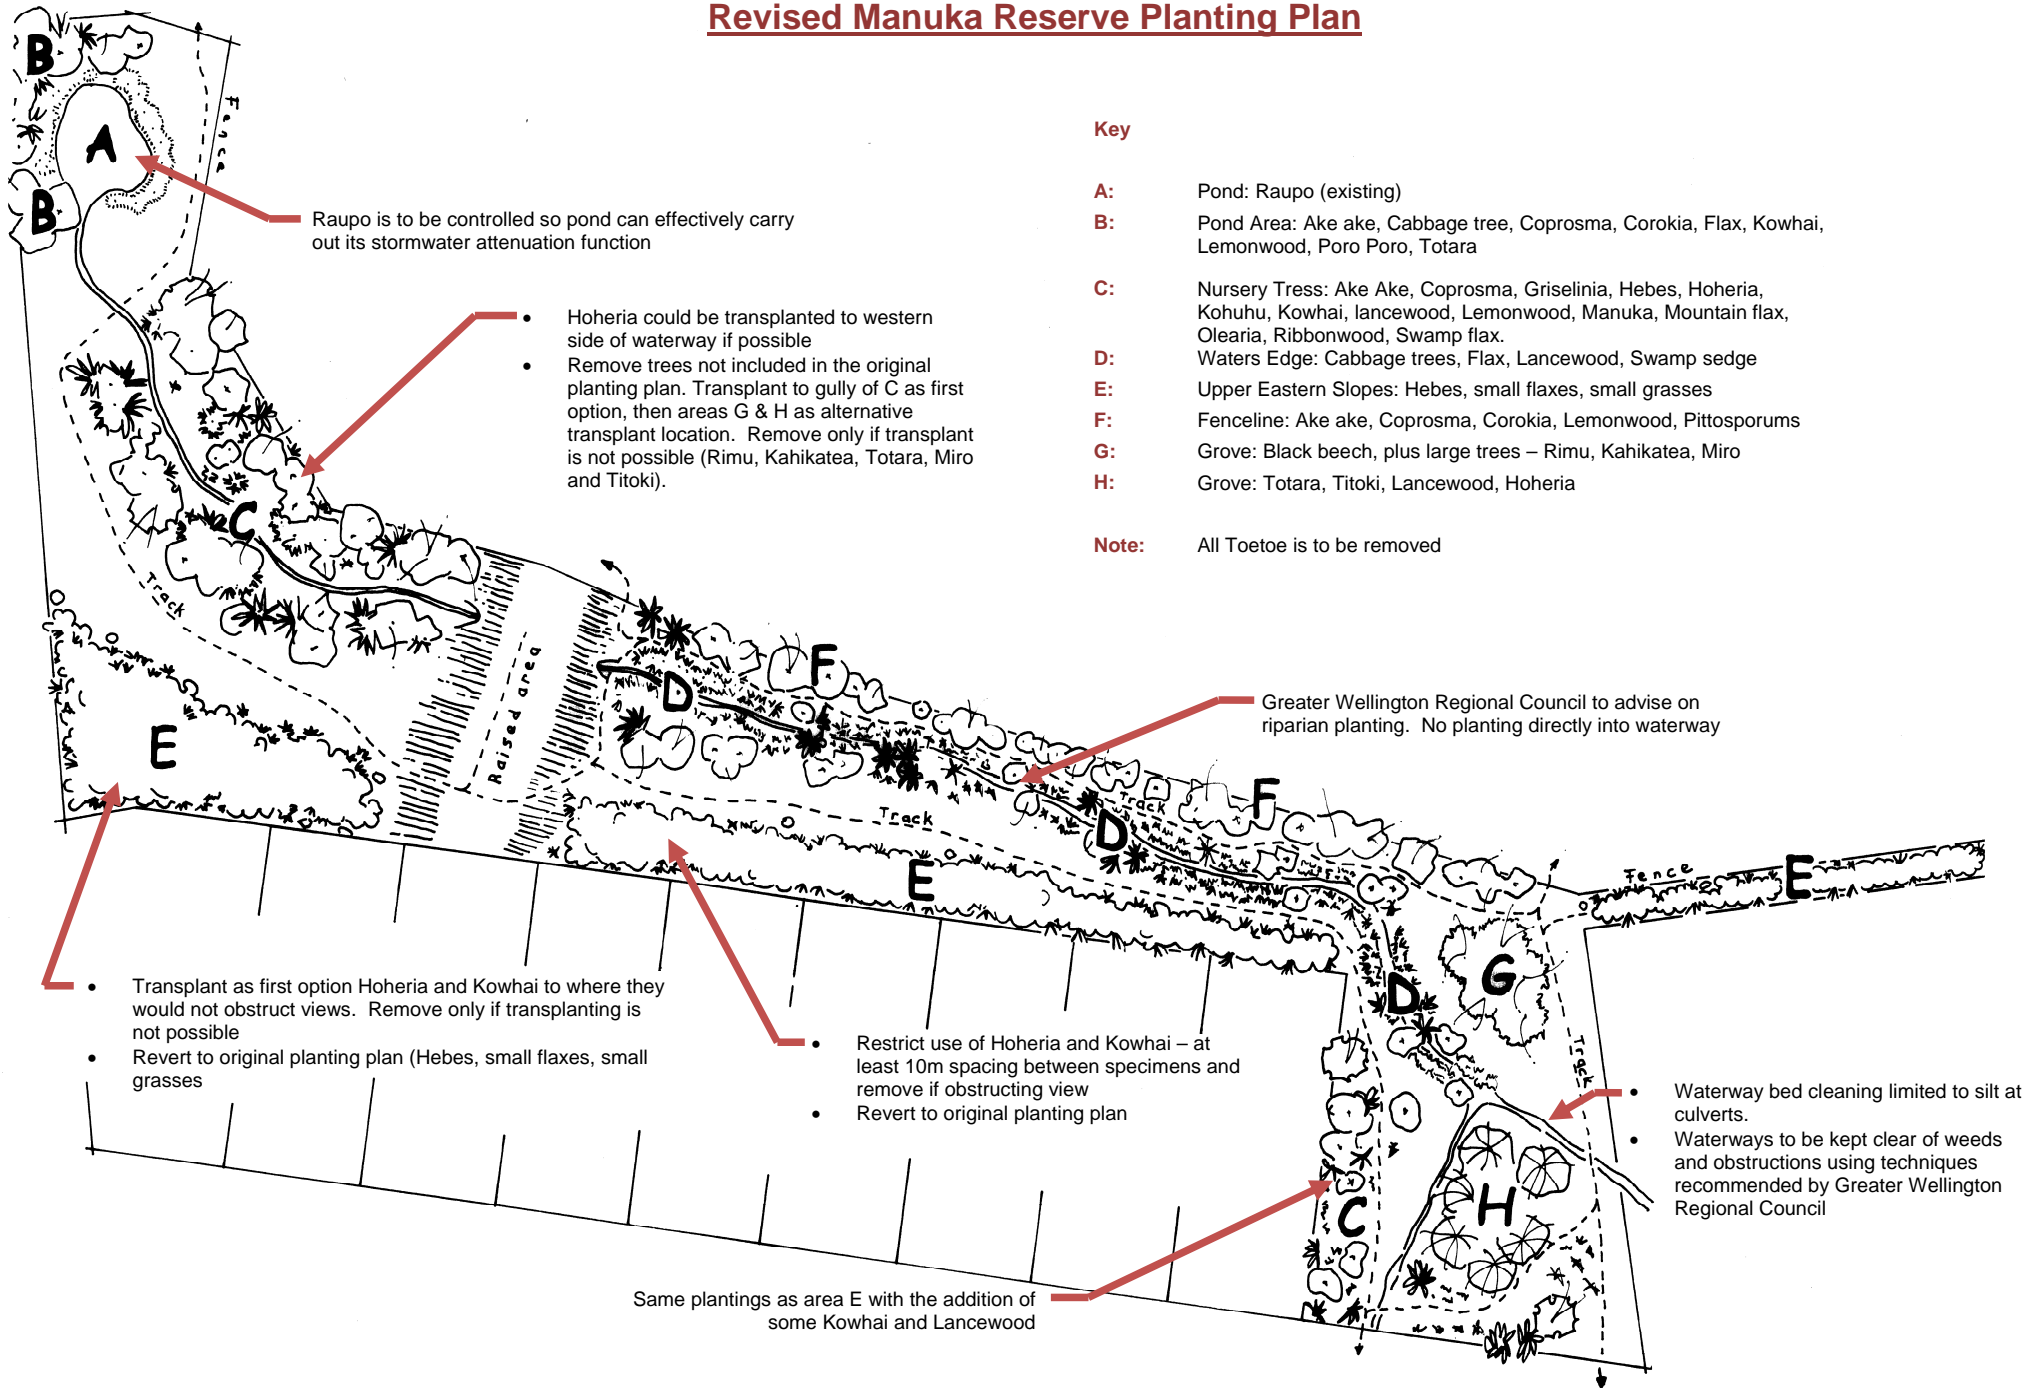 Revised Manuka Reserve Planting Plan
B
A
B
Fence
Raupo is to be controlled so pond can effectively carry
out its stormwater attenuation function
• Hoheria could be transplanted to western
side of waterway if possible
• Remove trees not included in the original
planting plan. Transplant to gully of C as first
option, then areas G & H as alternative
transplant location. Remove only if transplant
is not possible (Rimu, Kahikatea, Totara, Miro
and Titoki).
Key
A: Pond: Raupo (existing)
B: Pond Area: Ake ake, Cabbage tree, Coprosma, Corokia, Flax, Kowhai,
Lemonwood, Poro Poro, Totara
C: Nursery Tress: Ake Ake, Coprosma, Griselinia, Hebes, Hoheria,
Kohuhu, Kowhai, lancewood, Lemonwood, Manuka, Mountain flax,
Olearia, Ribbonwood, Swamp flax.
D: Waters Edge: Cabbage trees, Flax, Lancewood, Swamp sedge
E: Upper Eastern Slopes: Hebes, small flaxes, small grasses
F: Fenceline: Ake ake, Coprosma, Corokia, Lemonwood, Pittosporums
G: Grove: Black beech, plus large trees – Rimu, Kahikatea, Miro
H: Grove: Totara, Titoki, Lancewood, Hoheria
Note: All Toetoe is to be removed
C
Track
Raised area
E
D
F
Greater Wellington Regional Council to advise on
riparian planting. No planting directly into waterway
Track
Track
D
F
E
Fence
E
G
D
Track
• Transplant as first option Hoheria and Kowhai to where they
would not obstruct views. Remove only if transplanting is
not possible
• Revert to original planting plan (Hebes, small flaxes, small
grasses
• Restrict use of Hoheria and Kowhai – at
least 10m spacing between specimens and
remove if obstructing view
• Revert to original planting plan
• Waterway bed cleaning limited to silt at
culverts.
• Waterways to be kept clear of weeds
and obstructions using techniques
recommended by Greater Wellington
Regional Council
C
H
Same plantings as area E with the addition of
some Kowhai and Lancewood